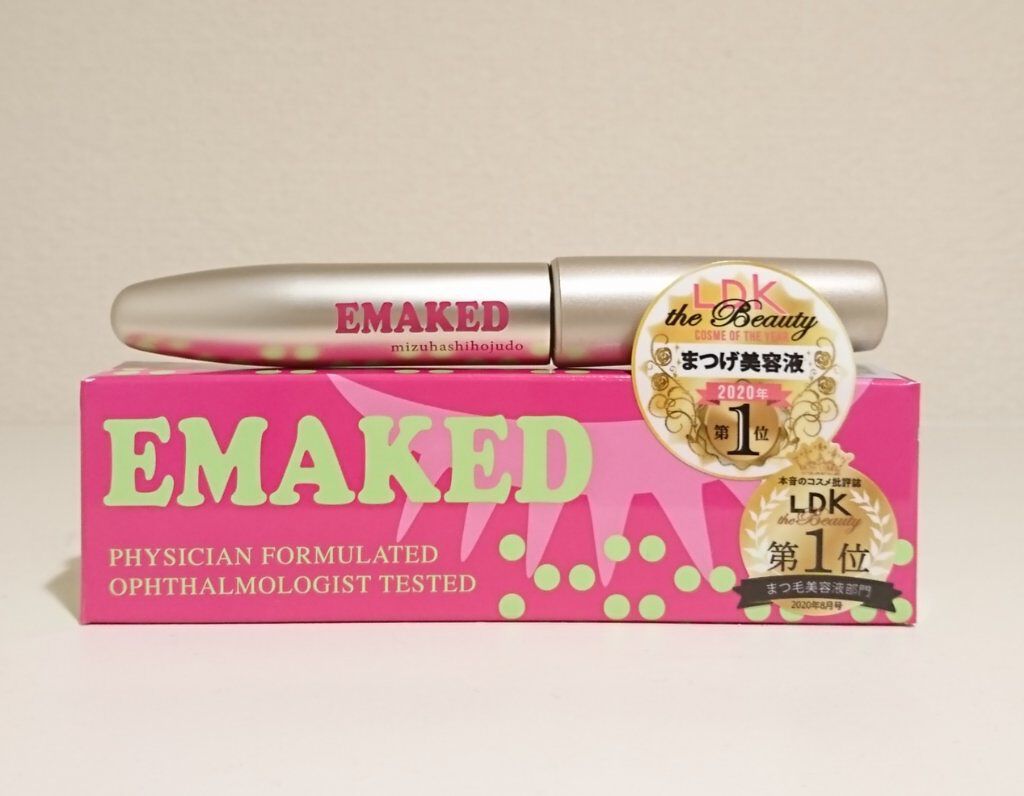 EMAKED
mizuhashihojudo
LDK
the Beauty
COSME OF THE YEAR
まつげ美容液
2020年
第1位
EMAKED
PHYSICIAN FORMULATED
OPHTHALMOLOGIST TESTED
本音のコスメ批評誌
LDK
the Beauty
第1位
まつ毛美容液部門
2020年8月号